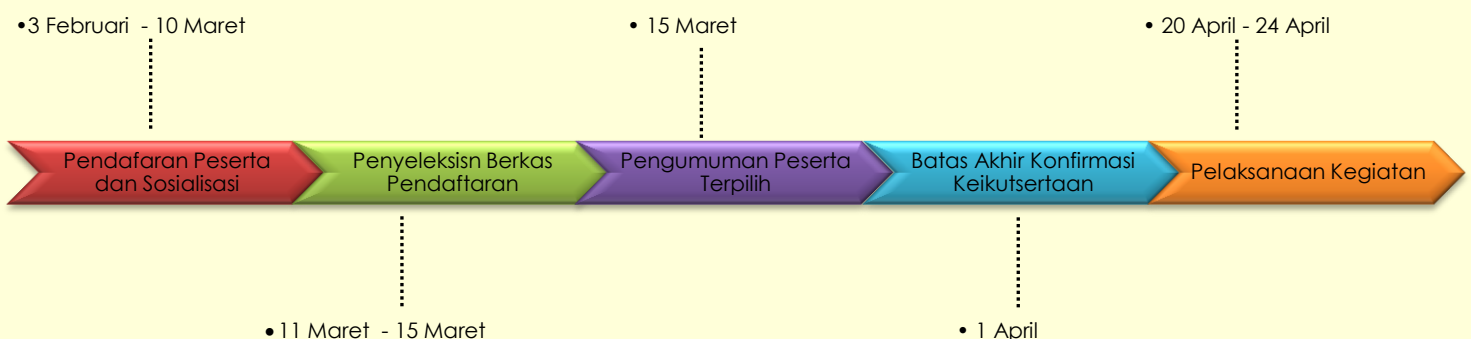 •3 Februari - 10 Maret
• 15 Maret
• 20 April - 24 April
Pendafaran Peserta
dan Sosialisasi
Penyeleksisn Berkas
Pendaftaran
Pengumuman Peserta
Terpilih
Batas Akhir Konfirmasi
Keikutsertaan
Pelaksanaan Kegiatan
•11 Maret - 15 Maret
• 1 April